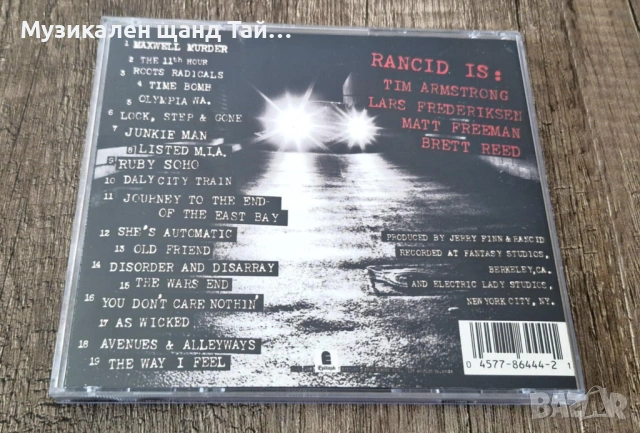 Музикален щанд Тай...
1 MAXWELL MURDER
2 THE 11th HOUR
3 ROOTS RADICALS
4 TIME BOMB
5 OLYMPIA WA.
6 LOCK, STEP & GONE
7 JUNKIE MAN
8 LISTED M.I.A.
9 RUBY SOHO
10 DALY CITY TRAIN
11 JOURNEY TO THE END
OF THE EAST BAY
12 SHE'S AUTOMATIC
13 OLD FRIEND
14 DISORDER AND DISARRAY
15 THE WARS END
16 YOU DON'T CARE NOTHIN'
17 AS WICKED
18 AVENUES & ALLEYWAYS
19 THE WAY I FEEL
RANCID IS:
TIM ARMSTRONG
LARS FREDERIKSEN
MATT FREEMAN
BRETT REED
PRODUCED BY JERRY FINN & RANCID
RECORDED AT FANTASY STUDIOS,
BERKELEY, CA.
AND ELECTRIC LADY STUDIOS,
NEW YORK CITY, NY.
Epitaph
0 4577-86444-2 1
BAZAR